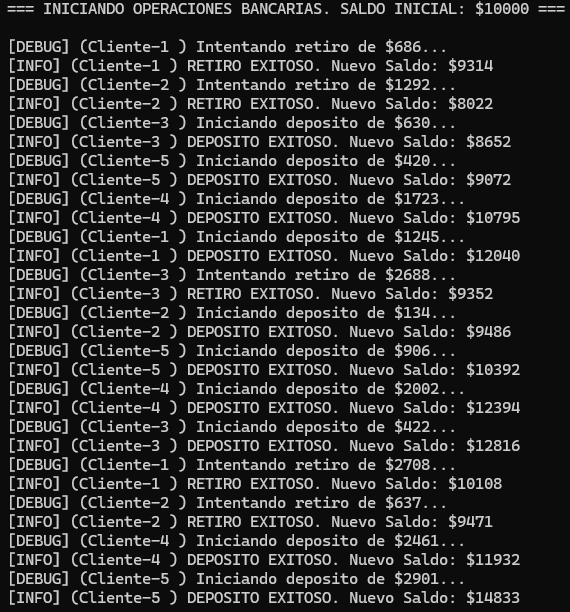 === INICIANDO OPERACIONES BANCARIAS. SALDO INICIAL: $10000 ===
[DEBUG] (Cliente-1 ) Intentando retiro de $686...
[INFO] (Cliente-1 ) RETIRO EXITOSO. Nuevo Saldo: $9314
[DEBUG] (Cliente-2 ) Intentando retiro de $1292...
[INFO] (Cliente-2 ) RETIRO EXITOSO. Nuevo Saldo: $8022
[DEBUG] (Cliente-3 ) Iniciando deposito de $630...
[INFO] (Cliente-3 ) DEPOSITO EXITOSO. Nuevo Saldo: $8652
[DEBUG] (Cliente-5 ) Iniciando deposito de $420...
[INFO] (Cliente-5 ) DEPOSITO EXITOSO. Nuevo Saldo: $9072
[DEBUG] (Cliente-4 ) Iniciando deposito de $1723...
[INFO] (Cliente-4 ) DEPOSITO EXITOSO. Nuevo Saldo: $10795
[DEBUG] (Cliente-1 ) Iniciando deposito de $1245...
[INFO] (Cliente-1 ) DEPOSITO EXITOSO. Nuevo Saldo: $12040
[DEBUG] (Cliente-3 ) Intentando retiro de $2688...
[INFO] (Cliente-3 ) RETIRO EXITOSO. Nuevo Saldo: $9352
[DEBUG] (Cliente-2 ) Iniciando deposito de $134...
[INFO] (Cliente-2 ) DEPOSITO EXITOSO. Nuevo Saldo: $9486
[DEBUG] (Cliente-5 ) Iniciando deposito de $906...
[INFO] (Cliente-5 ) DEPOSITO EXITOSO. Nuevo Saldo: $10392
[DEBUG] (Cliente-4 ) Iniciando deposito de $2002...
[INFO] (Cliente-4 ) DEPOSITO EXITOSO. Nuevo Saldo: $12394
[DEBUG] (Cliente-3 ) Iniciando deposito de $422...
[INFO] (Cliente-3 ) DEPOSITO EXITOSO. Nuevo Saldo: $12816
[DEBUG] (Cliente-1 ) Intentando retiro de $2708...
[INFO] (Cliente-1 ) RETIRO EXITOSO. Nuevo Saldo: $10108
[DEBUG] (Cliente-2 ) Intentando retiro de $637...
[INFO] (Cliente-2 ) RETIRO EXITOSO. Nuevo Saldo: $9471
[DEBUG] (Cliente-4 ) Iniciando deposito de $2461...
[INFO] (Cliente-4 ) DEPOSITO EXITOSO. Nuevo Saldo: $11932
[DEBUG] (Cliente-5 ) Iniciando deposito de $2901...
[INFO] (Cliente-5 ) DEPOSITO EXITOSO. Nuevo Saldo: $14833